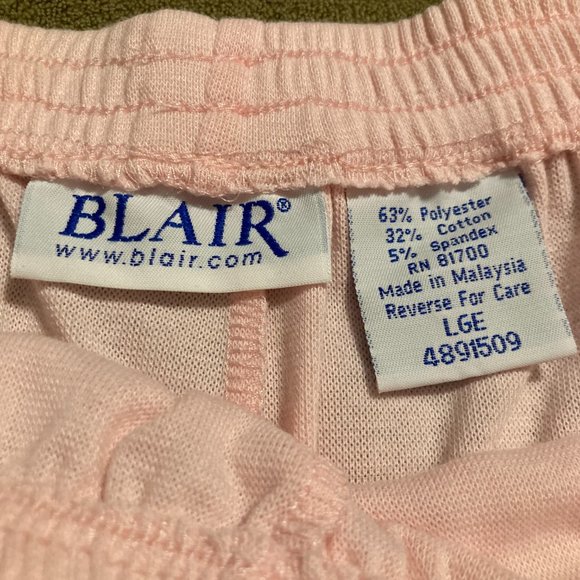 BLAIR®
www.blair.com
63% Polyester
32% Cotton
5% Spandex
RN 81700
Made in Malaysia
Reverse For Care
LGE
4891509